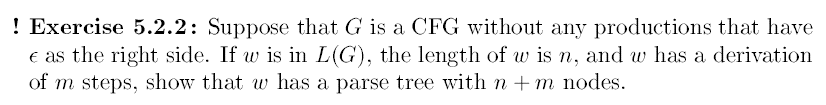 ! Exercise 5.2.2: Suppose that G is a CFG without any productions that have
ϵ as the right side. If w is in L(G), the length of w is n, and w has a derivation
of m steps, show that w has a parse tree with n + m nodes.